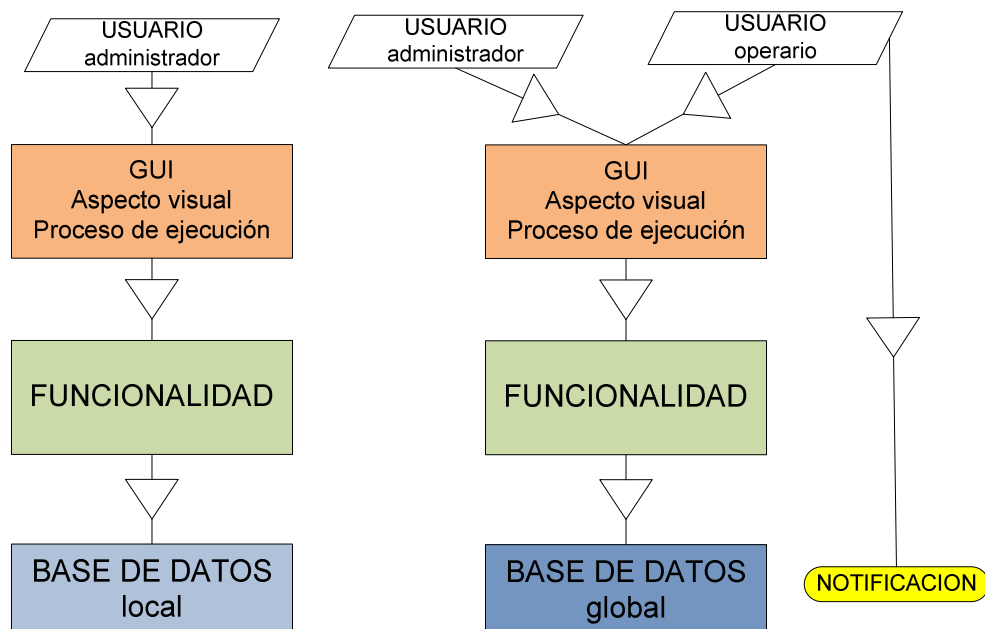 USUARIO
administrador
USUARIO
administrador
USUARIO
operario
GUI
Aspecto visual
Proceso de ejecución
GUI
Aspecto visual
Proceso de ejecución
FUNCIONALIDAD
FUNCIONALIDAD
BASE DE DATOS
local
BASE DE DATOS
global
NOTIFICACION